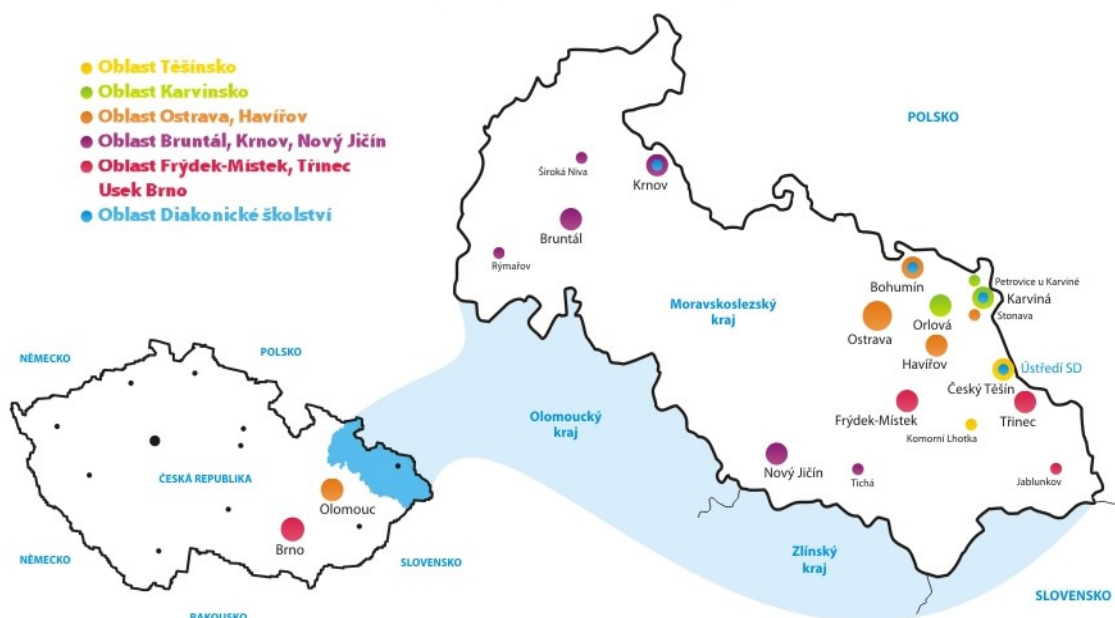 Oblast Těšínsko
Oblast Karvinsko
Oblast Ostrava, Havířov
Oblast Bruntál, Krnov, Nový Jičín
Oblast Frýdek-Místek, Třinec
Usek Brno
Oblast Diakonické školství
POLSKO
Široká Niva
Krnov
Bruntál
Rýmařov
Moravskoslezský
kraj
Bohumín
Petrovice u Karviné
Karviná
Orlová
Stonava
Ostrava
Havířov
Ústředí SD
Český Těšín
Frýdek-Místek
Třinec
Komorní Lhotka
Nový Jičín
Tichá
Jablunkov
Olomoucký
kraj
Zlínský
kraj
SLOVENSKO
NĚMECKO
POLSKO
ČESKÁ REPUBLIKA
Olomouc
Brno
NĚMECKO
SLOVENSKO
RAKOUSKO